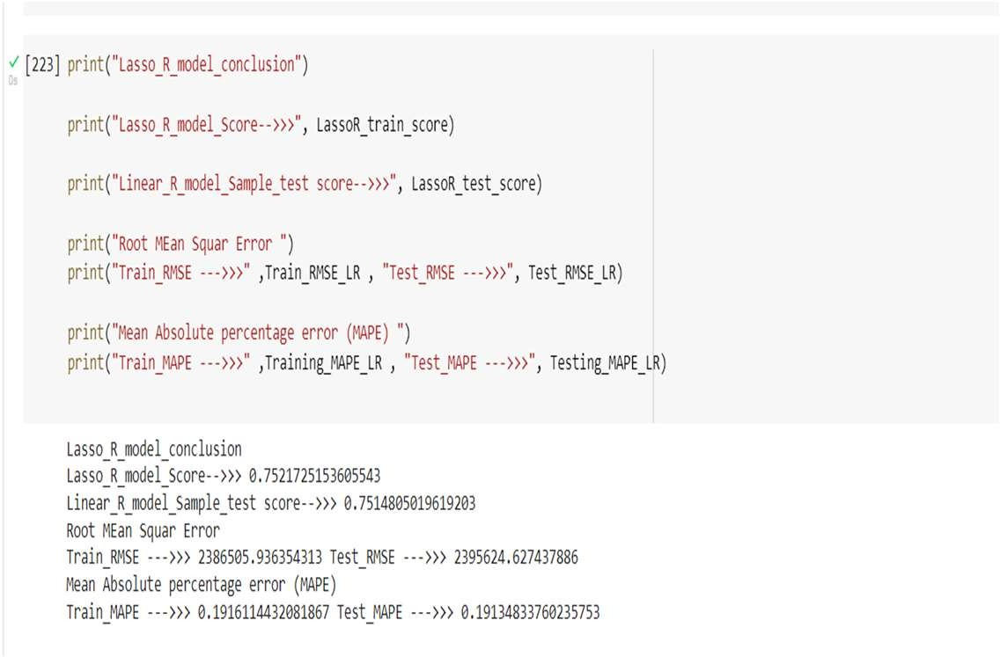 [223] print("Lasso_R_model_conclusion")
0s
print("Lasso_R_model_Score-->>>", LassoR_train_score)
print("Linear_R_model_Sample_test score-->>>", LassoR_test_score)
print("Root MEan Squar Error ")
print("Train_RMSE --->>>" ,Train_RMSE_LR , "Test_RMSE --->>>", Test_RMSE_LR)
print("Mean Absolute percentage error (MAPE) ")
print("Train_MAPE --->>>" ,Training_MAPE_LR , "Test_MAPE --->>>", Testing_MAPE_LR)
Lasso_R_model_conclusion
Lasso_R_model_Score-->>> 0.7521725153605543
Linear_R_model_Sample_test score-->>> 0.7514805019619203
Root MEan Squar Error
Train_RMSE --->>> 2386505.936354313 Test_RMSE --->>> 2395624.627437886
Mean Absolute percentage error (MAPE)
Train_MAPE --->>> 0.1916114432081867 Test_MAPE --->>> 0.19134833760235753